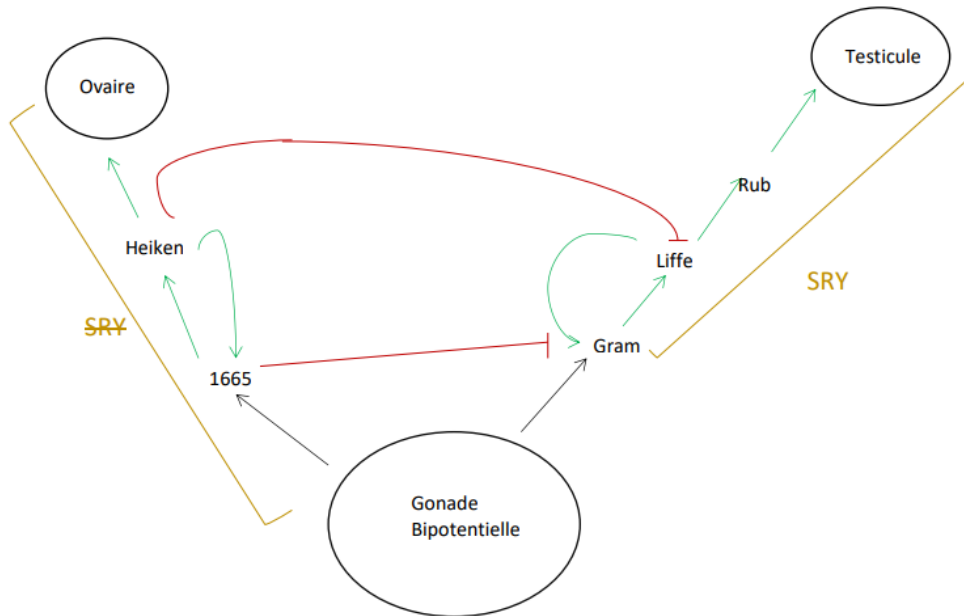 Testicule
Ovaire
Rub
Heiken
Liffe
SRY
SRY
Gram
1665
Gonade
Bipotentielle